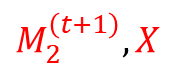 $M_2^{(t+1)}, X$